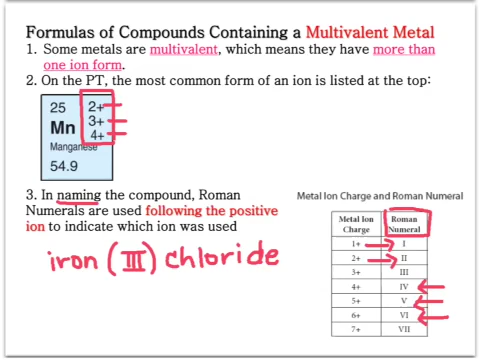 Formulas of Compounds Containing a Multivalent Metal
1. Some metals are multivalent, which means they have more than
one ion form.
2. On the PT, the most common form of an ion is listed at the top:
25 2+
3+
Mn 4+
Manganese
54.9
3. In naming the compound, Roman
Numerals are used following the positive
ion to indicate which ion was used
iron (III) chloride
Metal Ion Charge and Roman Numeral
Metal Ion Charge Roman Numeral
1+ I
2+ II
3+ III
4+ IV
5+ V
6+ VI
7+ VII